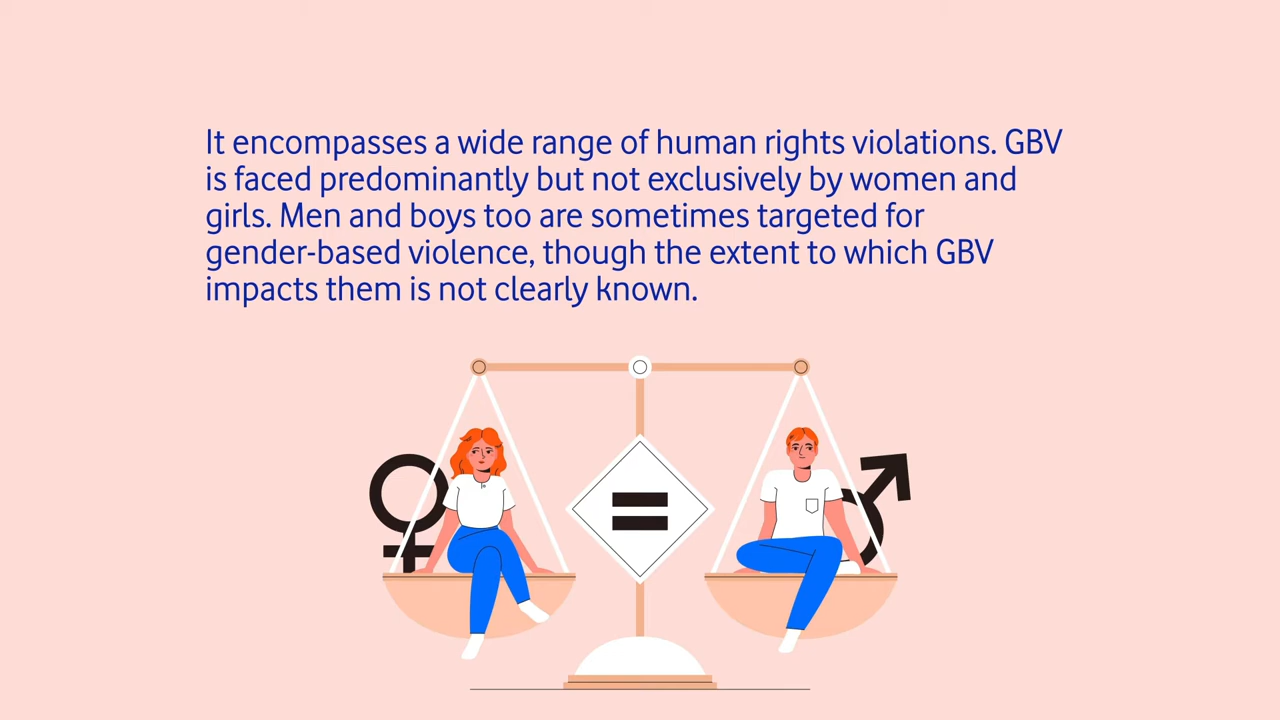 It encompasses a wide range of human rights violations. GBV
is faced predominantly but not exclusively by women and
girls. Men and boys too are sometimes targeted for
gender-based violence, though the extent to which GBV
impacts them is not clearly known.